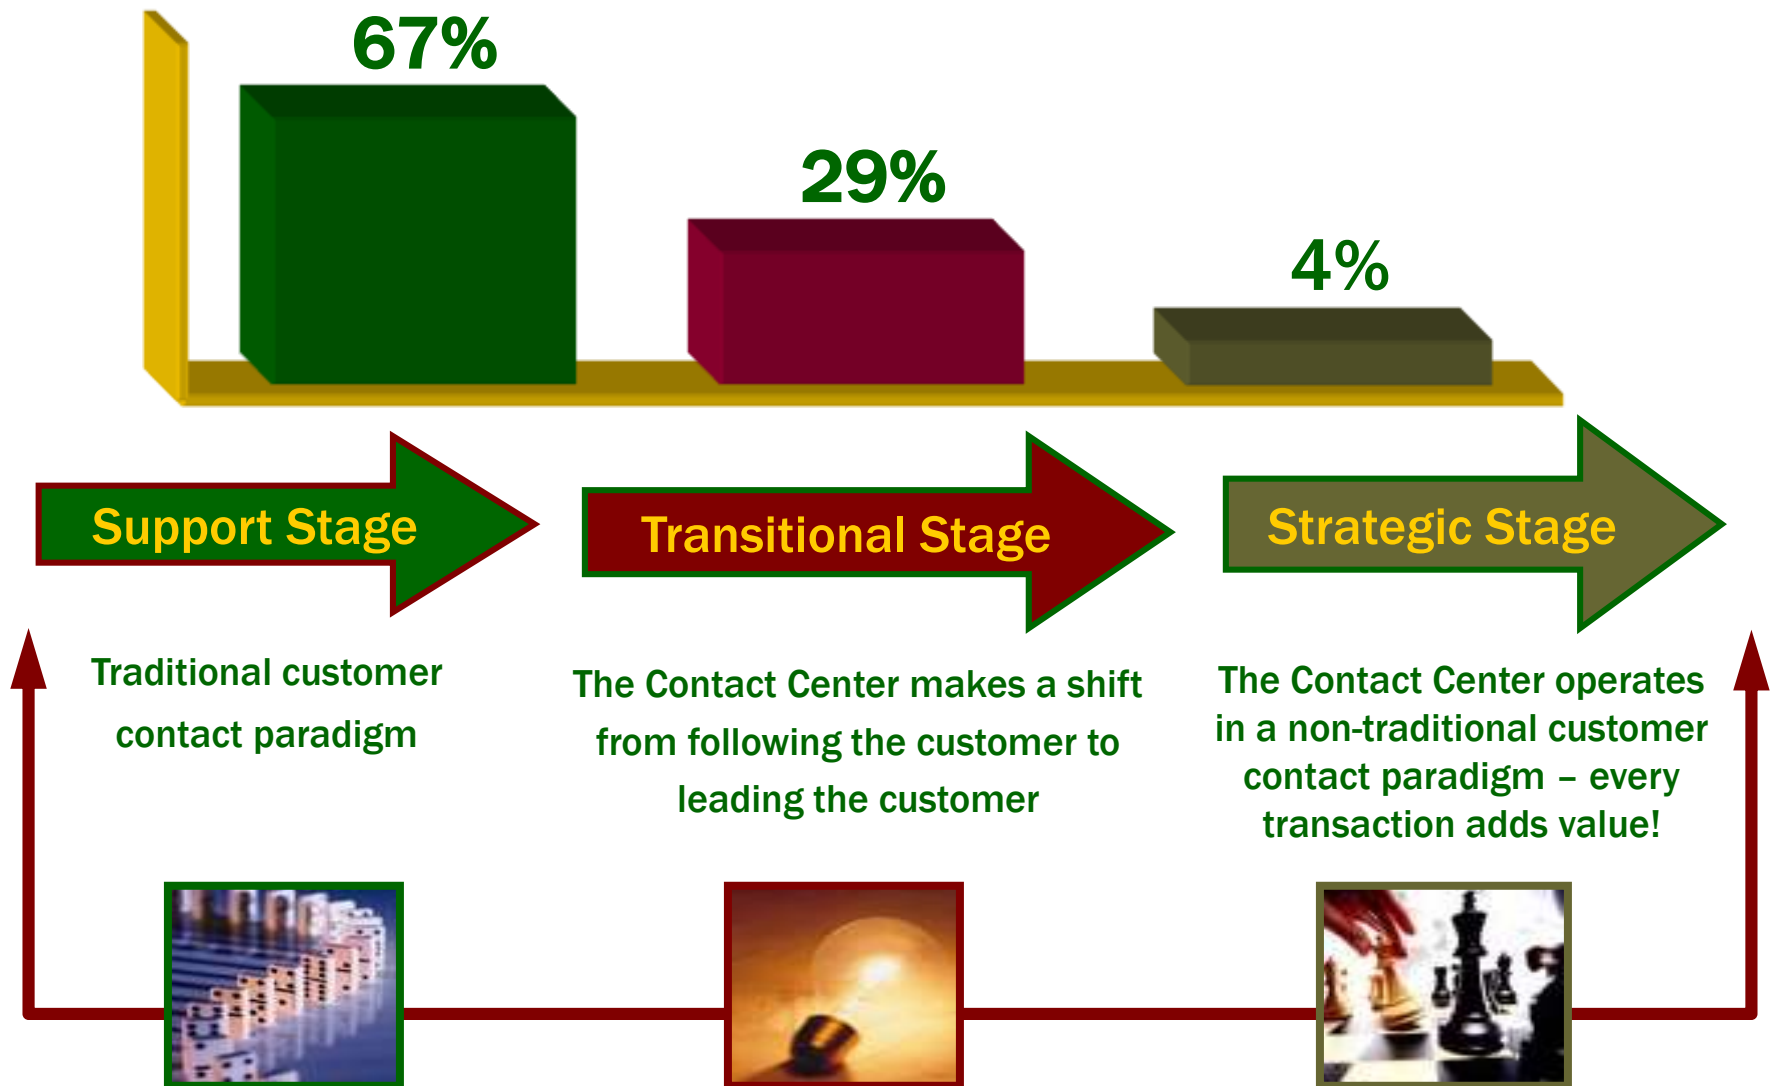 67%
29%
4%
Support Stage
Transitional Stage
Strategic Stage
Traditional customer
contact paradigm
The Contact Center makes a shift
from following the customer to
leading the customer
The Contact Center operates
in a non-traditional customer
contact paradigm – every
transaction adds value!